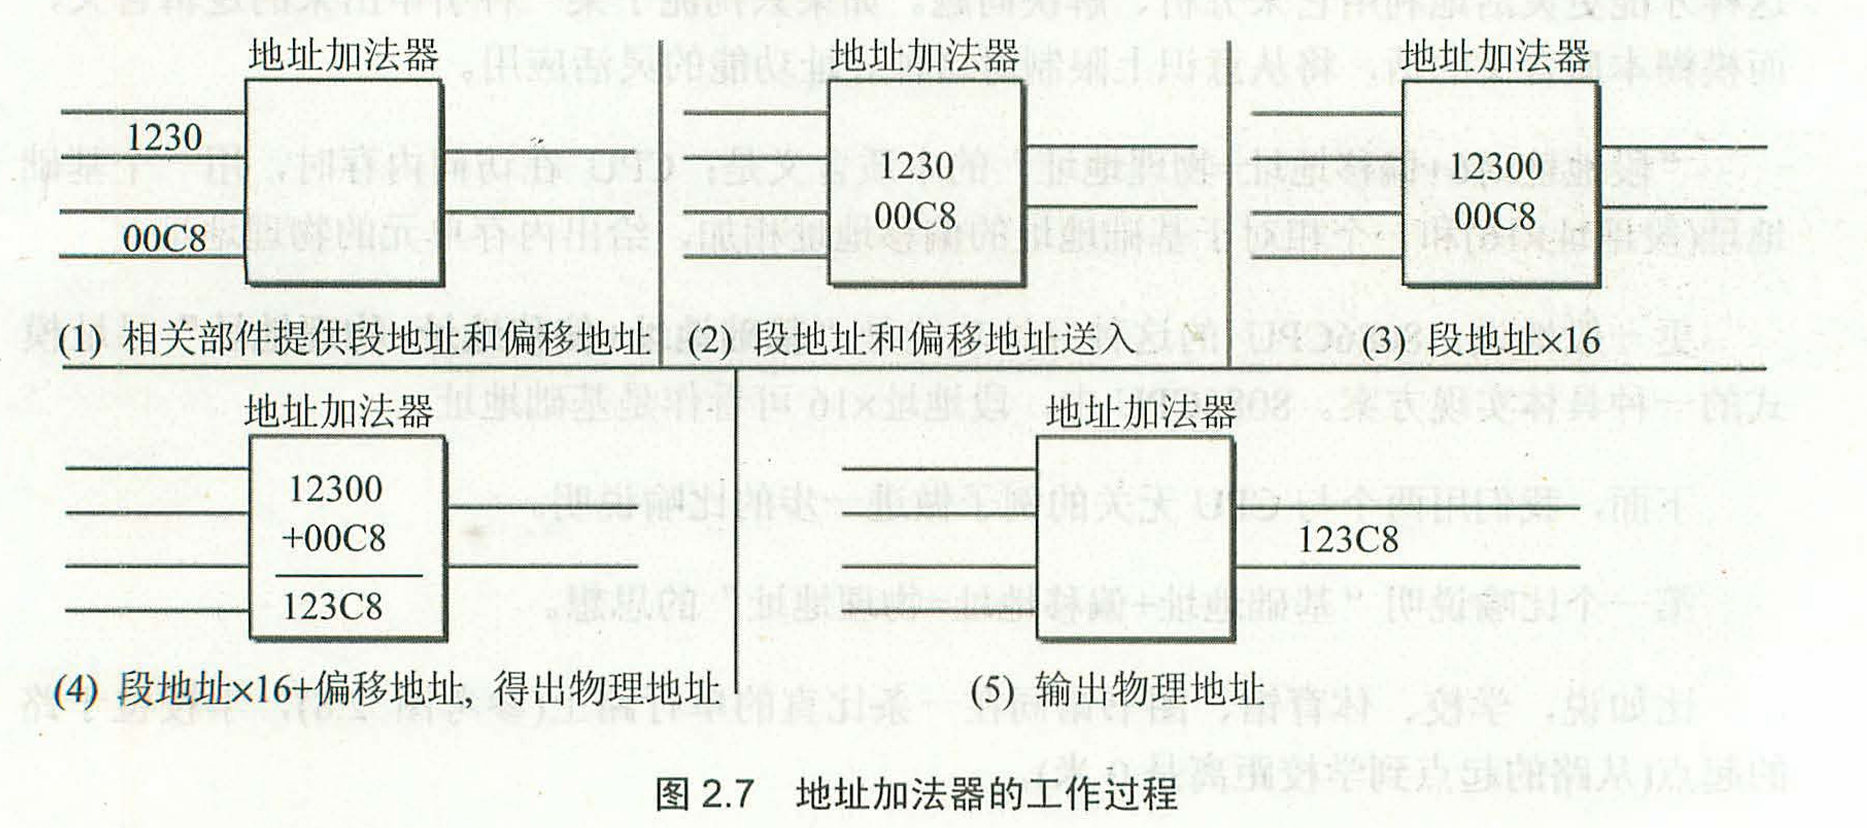 地址加法器
1230
00C8
(1) 相关部件提供段地址和偏移地址
地址加法器
1230
00C8
(2) 段地址和偏移地址送入
地址加法器
12300
00C8
(3) 段地址×16
地址加法器
12300
+00C8
123C8
(4) 段地址×16+偏移地址, 得出物理地址
地址加法器
123C8
(5) 输出物理地址
图 2.7 地址加法器的工作过程